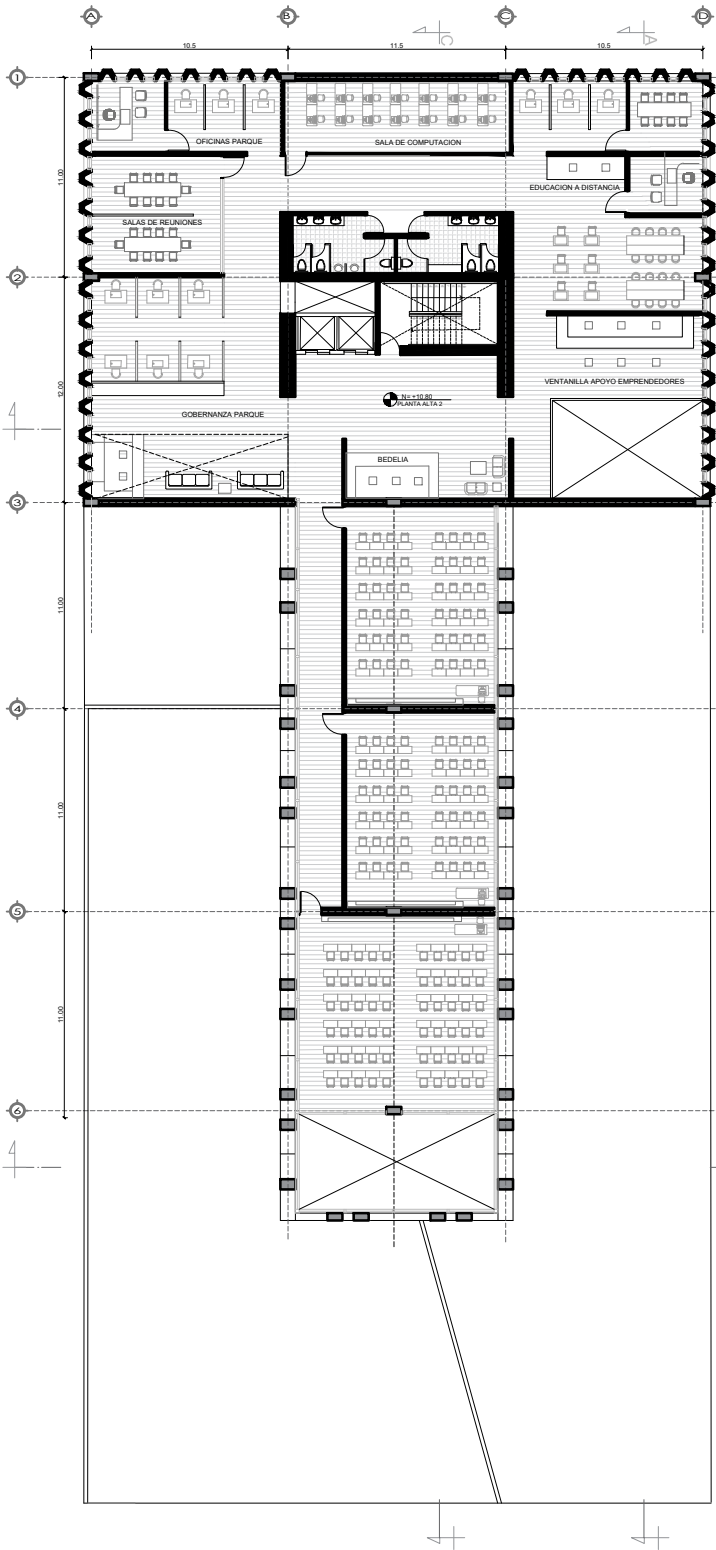 A B C D
C A
10.5 11.5 10.5
1
OFICINAS PARQUE
SALA DE COMPUTACION
11.00
EDUCACION A DISTANCIA
SALAS DE REUNIONES
2
VENTANILLA APOYO EMPRENDEDORES
12.00
N= +10.80
PLANTA ALTA 2
GOBERNANZA PARQUE
BEDELIA
3
11.00
4
11.00
5
11.00
6